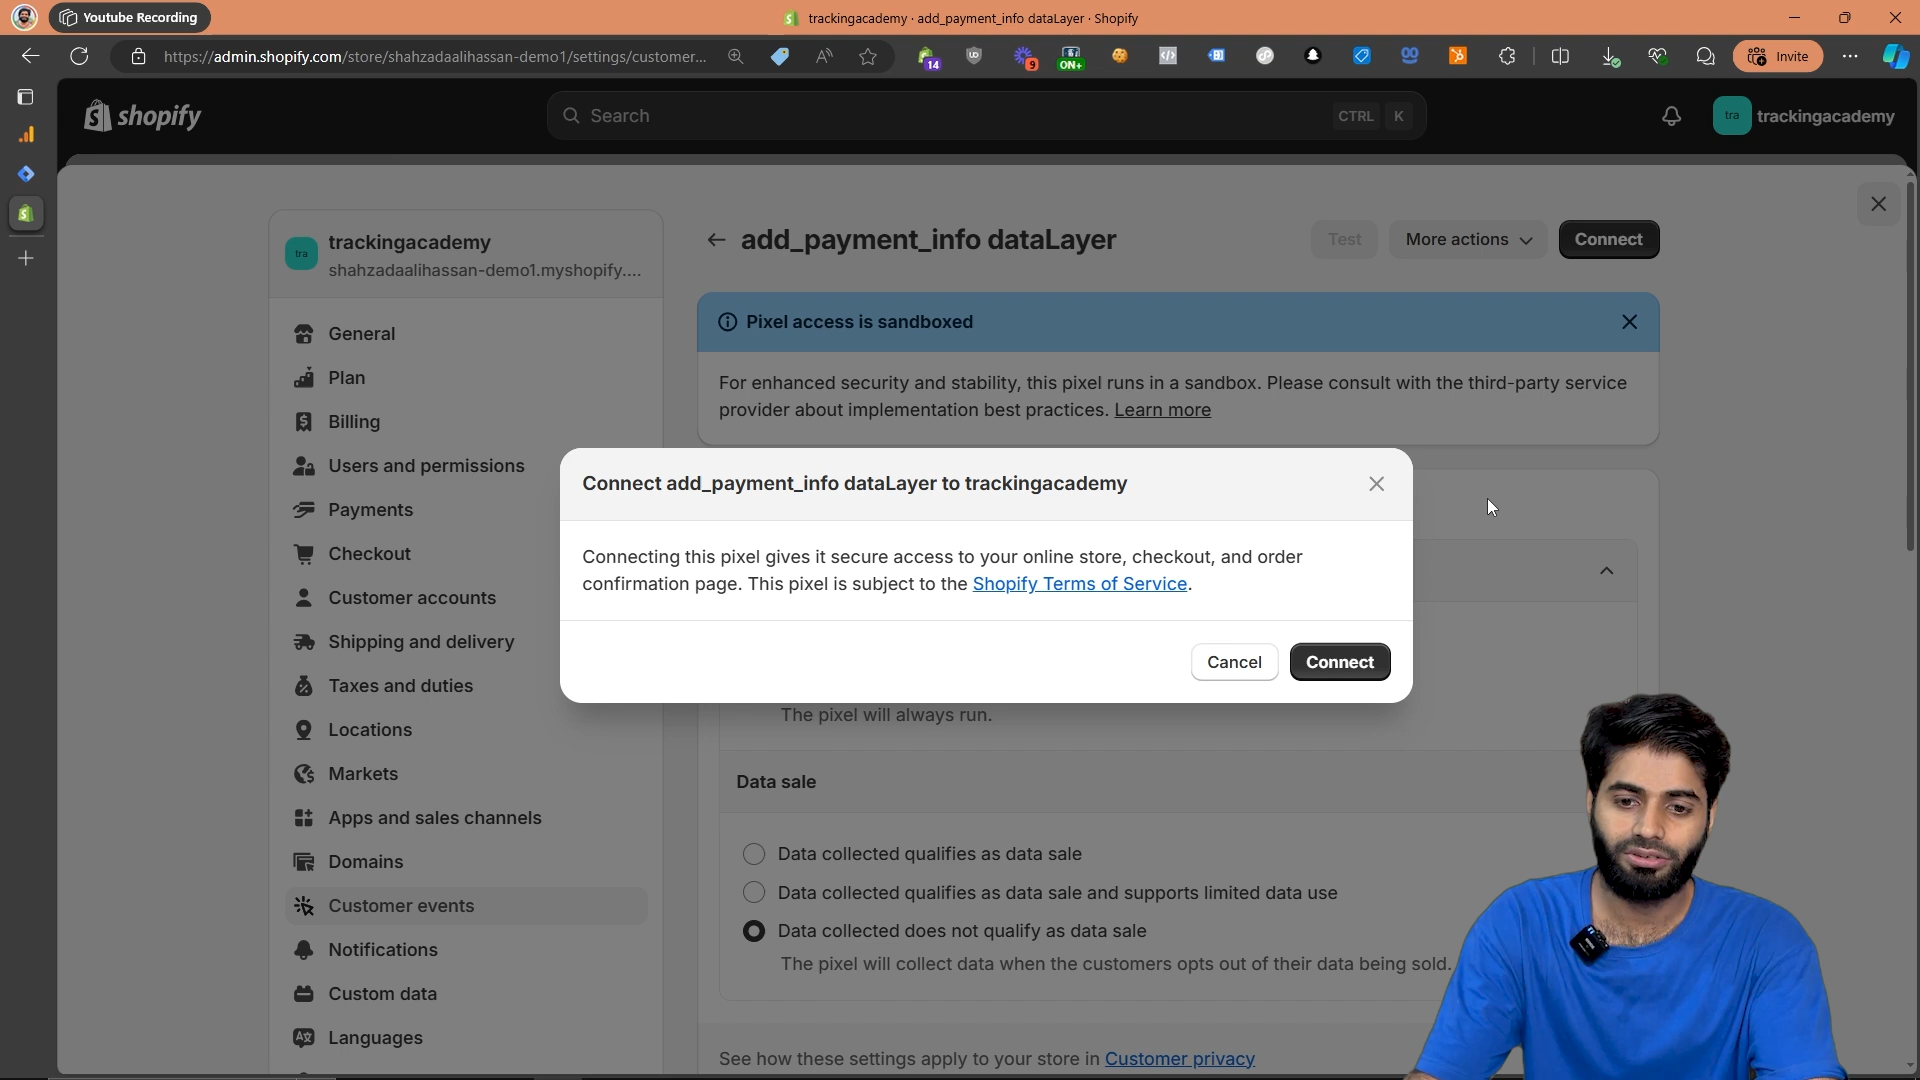 Youtube Recording
trackingacademy · add_payment_info dataLayer · Shopify
https://admin.shopify.com/store/shahzadaalihassan-demo1/settings/customer...
14
9
ON+
Invite
shopify
Search
CTRL K
tra
trackingacademy
tra
trackingacademy
shahzadaalihassan-demo1.myshopify....
General
Plan
Billing
Users and permissions
Payments
Checkout
Customer accounts
Shipping and delivery
Taxes and duties
Locations
Markets
Apps and sales channels
Domains
Customer events
Notifications
Custom data
Languages
add_payment_info dataLayer
Test
More actions
Connect
Pixel access is sandboxed
For enhanced security and stability, this pixel runs in a sandbox. Please consult with the third-party service
provider about implementation best practices. Learn more
Connect add_payment_info dataLayer to trackingacademy
Connecting this pixel gives it secure access to your online store, checkout, and order
confirmation page. This pixel is subject to the Shopify Terms of Service.
Cancel
Connect
The pixel will always run.
Data sale
Data collected qualifies as data sale
Data collected qualifies as data sale and supports limited data use
Data collected does not qualify as data sale
The pixel will collect data when the customers opts out of their data being sold.
See how these settings apply to your store in Customer privacy